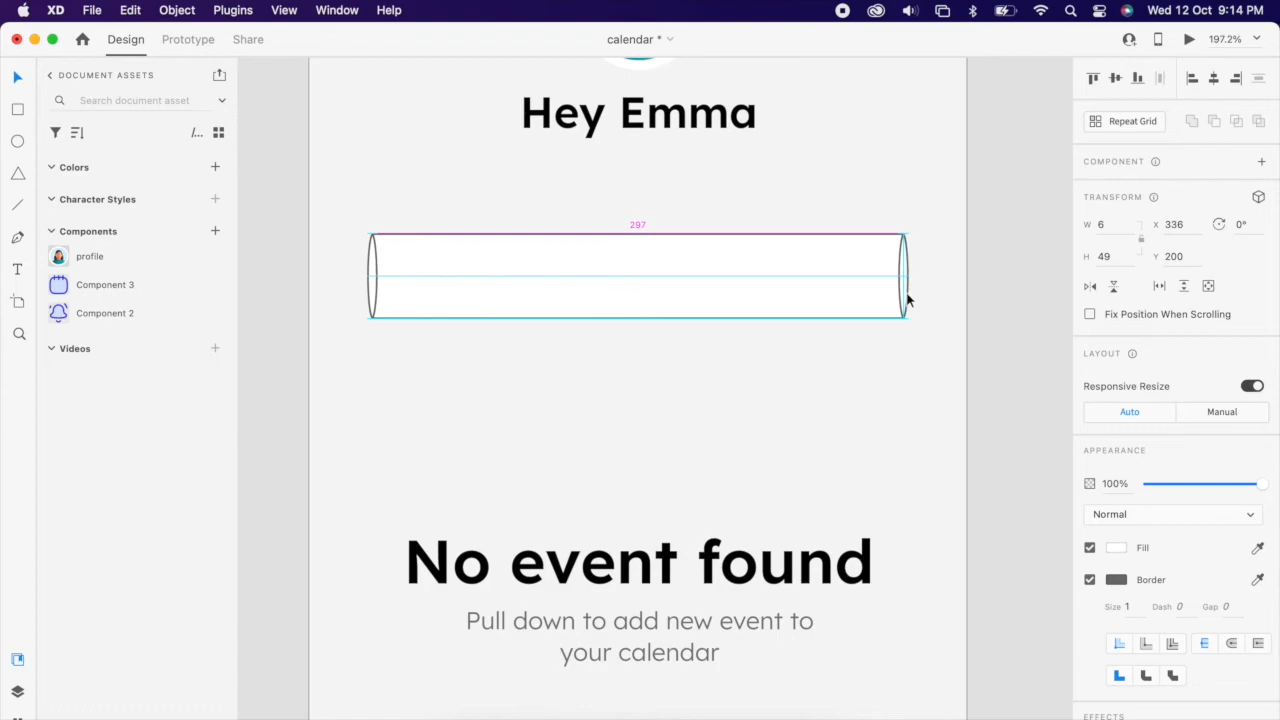 XD File Edit Object Plugins View Window Help Wed 12 Oct 9:14 PM
Design Prototype Share calendar * 197.2%
DOCUMENT ASSETS
Search document asset
/...
Colors
Character Styles
Components
profile
Component 3
Component 2
Videos
Hey Emma
297
No event found
Pull down to add new event to
your calendar
Repeat Grid
COMPONENT
TRANSFORM
W 6 X 336 0°
H 49 Y 200
Fix Position When Scrolling
LAYOUT
Responsive Resize
Auto Manual
APPEARANCE
100%
Normal
Fill
Border
Size 1 Dash 0 Gap 0
EFFECTS